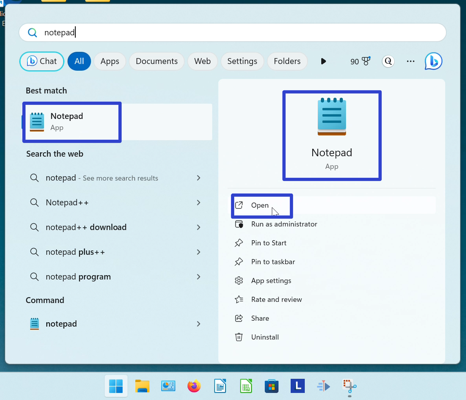 notepad
Chat
All
Apps
Documents
Web
Settings
Folders
90
Best match
Notepad
App
Search the web
notepad - See more search results
Notepad++
notepad++ download
notepad plus++
notepad program
Command
notepad
Notepad
App
Open
Run as administrator
Pin to Start
Pin to taskbar
App settings
Rate and review
Share
Uninstall
L